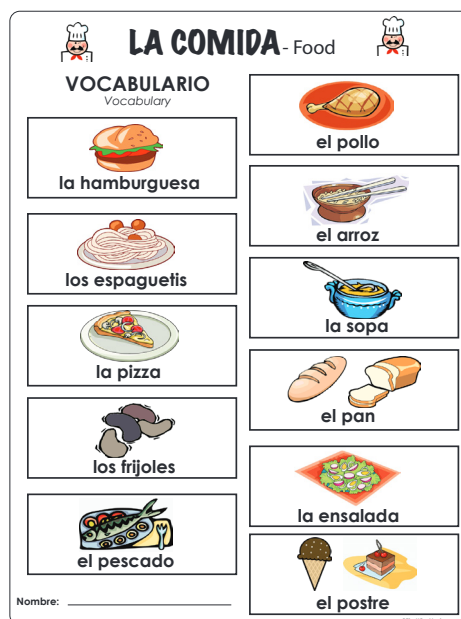 LA COMIDA - Food
VOCABULARIO
Vocabulary
la hamburguesa
los espaguetis
la pizza
los frijoles
el pescado
Nombre:
el pollo
el arroz
la sopa
el pan
la ensalada
el postre